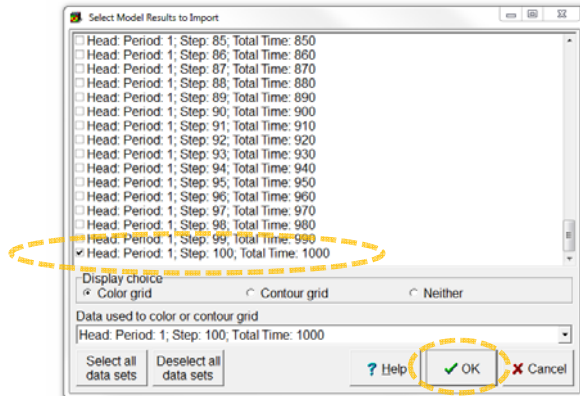 Select Model Results to Import
Head: Period: 1; Step: 85; Total Time: 850
Head: Period: 1; Step: 86; Total Time: 860
Head: Period: 1; Step: 87; Total Time: 870
Head: Period: 1; Step: 88; Total Time: 880
Head: Period: 1; Step: 89; Total Time: 890
Head: Period: 1; Step: 90; Total Time: 900
Head: Period: 1; Step: 91; Total Time: 910
Head: Period: 1; Step: 92; Total Time: 920
Head: Period: 1; Step: 93; Total Time: 930
Head: Period: 1; Step: 94; Total Time: 940
Head: Period: 1; Step: 95; Total Time: 950
Head: Period: 1; Step: 96; Total Time: 960
Head: Period: 1; Step: 97; Total Time: 970
Head: Period: 1; Step: 98; Total Time: 980
Head: Period: 1; Step: 99; Total Time: 990
Head: Period: 1; Step: 100; Total Time: 1000
Display choice
Color grid Contour grid Neither
Data used to color or contour grid
Head: Period: 1; Step: 100; Total Time: 1000
Select all data sets
Deselect all data sets
? Help
OK
Cancel